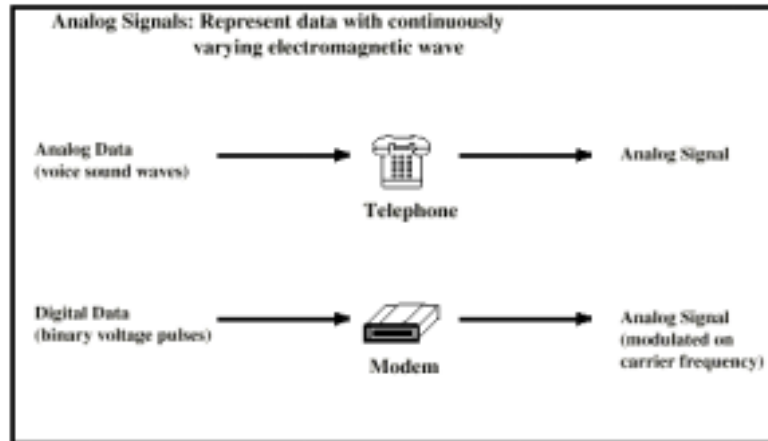 Analog Signals: Represent data with continuously
varying electromagnetic wave
Analog Data
(voice sound waves)
Telephone
Analog Signal
Digital Data
(binary voltage pulses)
Modem
Analog Signal
(modulated on
carrier frequency)